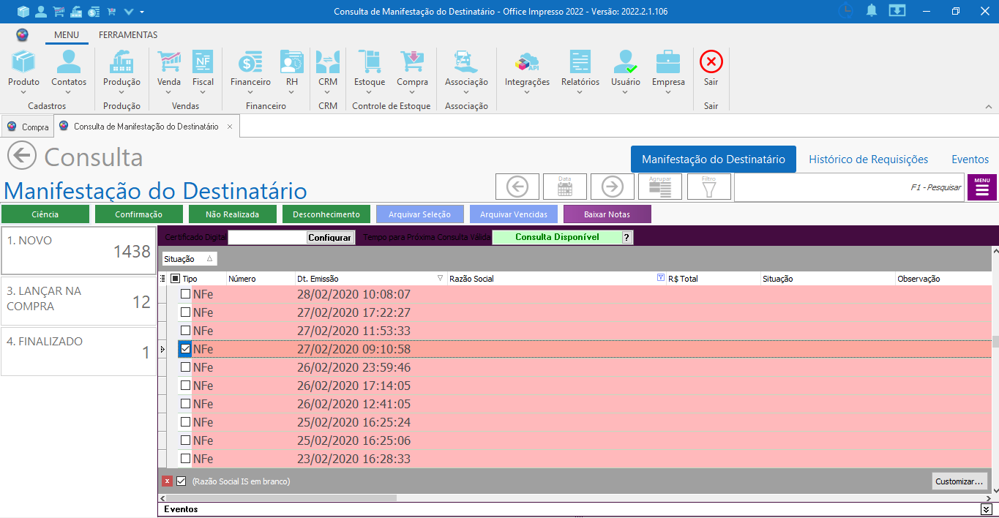 Consulta de Manifestação do Destinatário - Office Impresso 2022 - Versão: 2022.2.1.106
MENU FERRAMENTAS
Produto Contatos Produção Venda Fiscal Financeiro RH CRM Estoque Compra Associação Integrações Relatórios Usuário Empresa Sair
Cadastros Produção Vendas Financeiro CRM Controle de Estoque Associação Sair
Compra Consulta de Manifestação do Destinatário ×
Consulta
Manifestação do Destinatário Histórico de Requisições Eventos
Manifestação do Destinatário
Data Agrupar Filtro F1 - Pesquisar MENU
Ciência Confirmação Não Realizada Desconhecimento Arquivar Seleção Arquivar Vencidas Baixar Notas
1. NOVO
1438
3. LANÇAR NA COMPRA
12
4. FINALIZADO
1
Certificado Digital Configurar Tempo para Próxima Consulta Válida Consulta Disponível ?
Situação
Tipo Número Dt. Emissão Razão Social R$ Total Situação Observação
NFe 28/02/2020 10:08:07
NFe 27/02/2020 17:22:27
NFe 27/02/2020 11:53:33
NFe 27/02/2020 09:10:58
NFe 26/02/2020 23:59:46
NFe 26/02/2020 17:14:05
NFe 26/02/2020 12:41:05
NFe 25/02/2020 16:25:24
NFe 25/02/2020 16:25:06
NFe 23/02/2020 16:28:33
x (Razão Social IS em branco) Customizar...
Eventos